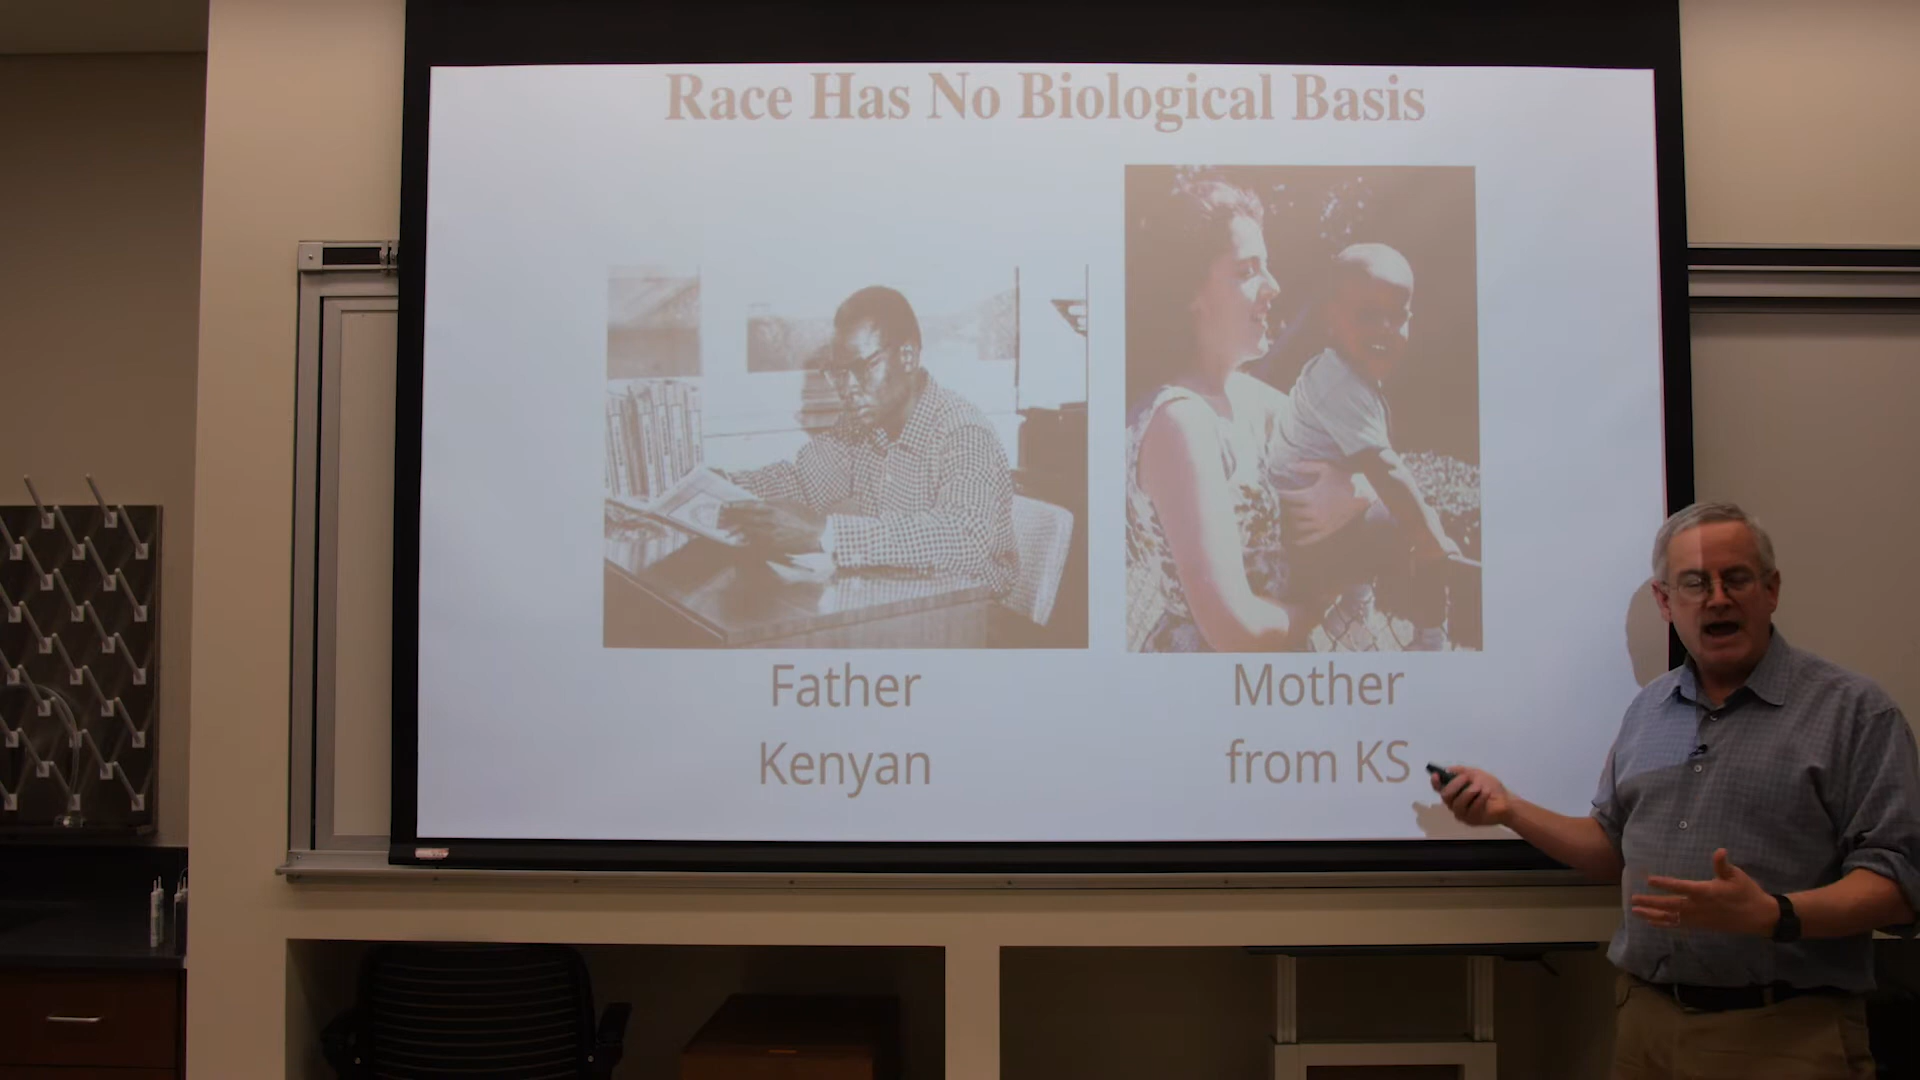 Race Has No Biological Basis
Father
Kenyan
Mother
from KS